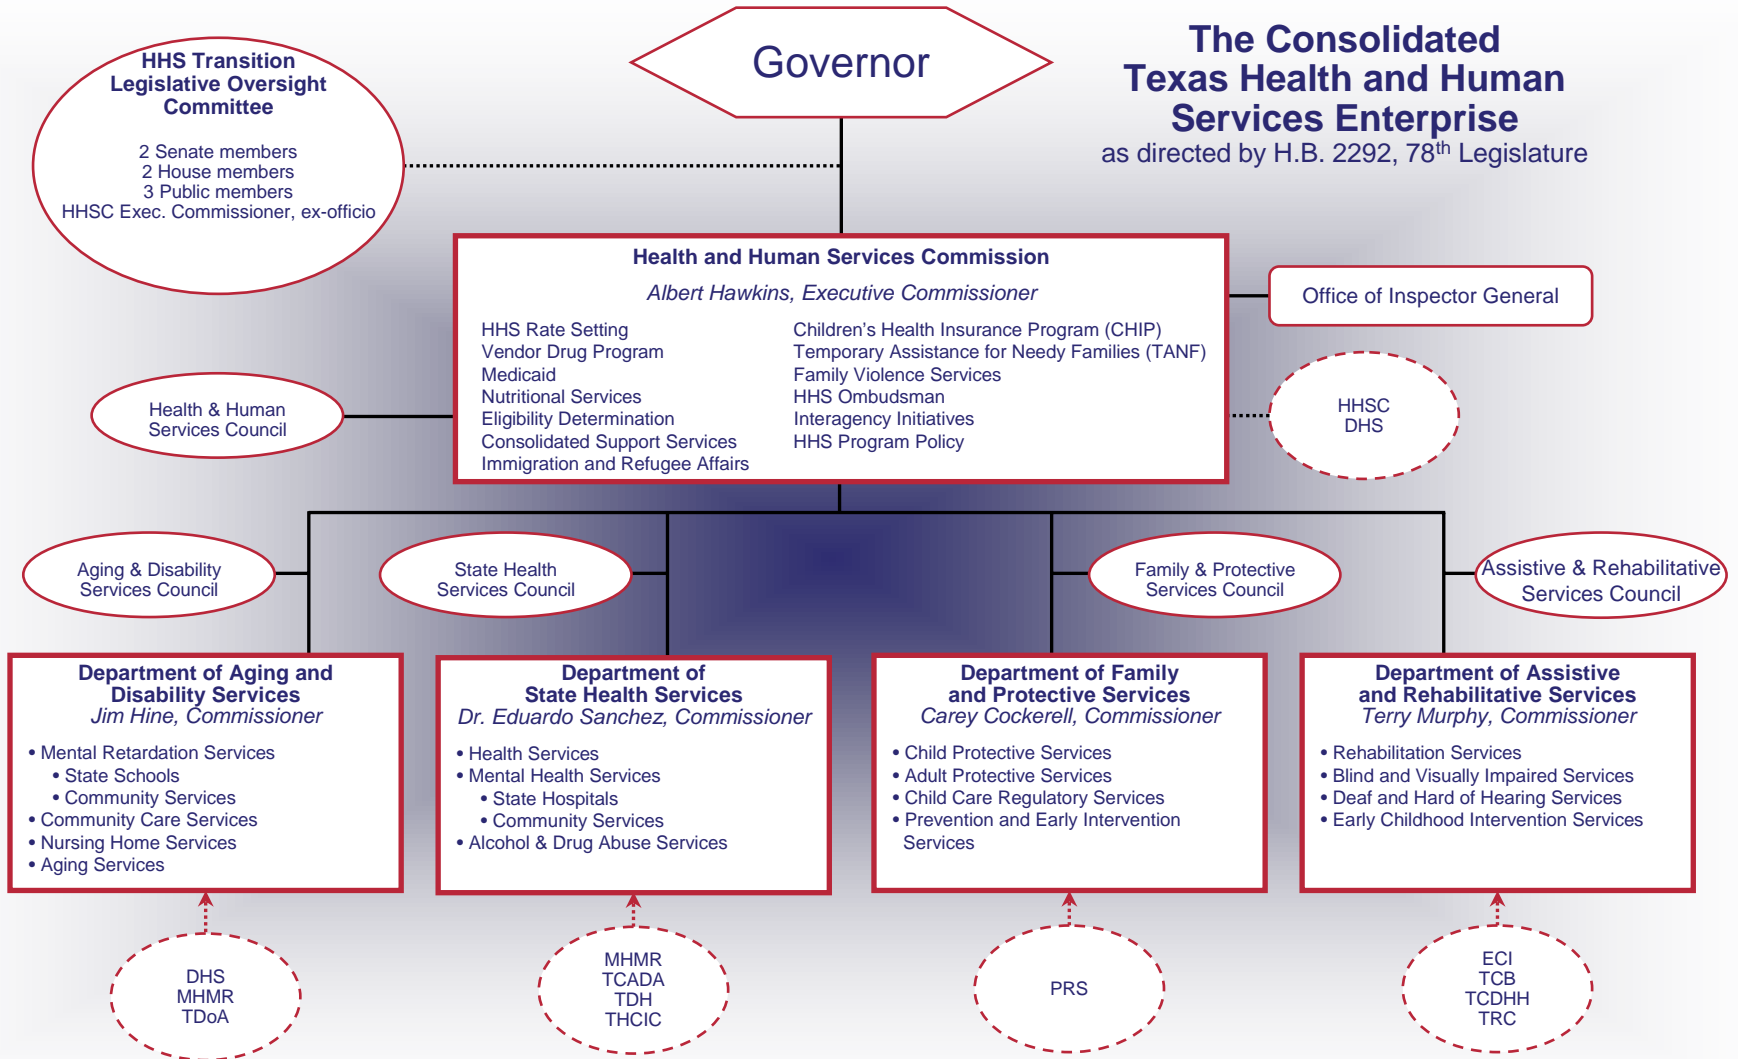 HHS Transition
Legislative Oversight
Committee
2 Senate members
2 House members
3 Public members
HHSC Exec. Commissioner, ex-officio
Governor
The Consolidated
Texas Health and Human
Services Enterprise
as directed by H.B. 2292, 78th Legislature
Health and Human Services Commission
Albert Hawkins, Executive Commissioner
HHS Rate Setting
Vendor Drug Program
Medicaid
Nutritional Services
Eligibility Determination
Consolidated Support Services
Immigration and Refugee Affairs
Children's Health Insurance Program (CHIP)
Temporary Assistance for Needy Families (TANF)
Family Violence Services
HHS Ombudsman
Interagency Initiatives
HHS Program Policy
Office of Inspector General
Health & Human
Services Council
HHSC
DHS
Aging & Disability
Services Council
State Health
Services Council
Family & Protective
Services Council
Assistive & Rehabilitative
Services Council
Department of Aging and
Disability Services
Jim Hine, Commissioner
• Mental Retardation Services
• State Schools
• Community Services
• Community Care Services
• Nursing Home Services
• Aging Services
Department of
State Health Services
Dr. Eduardo Sanchez, Commissioner
• Health Services
• Mental Health Services
• State Hospitals
• Community Services
• Alcohol & Drug Abuse Services
Department of Family
and Protective Services
Carey Cockerell, Commissioner
• Child Protective Services
• Adult Protective Services
• Child Care Regulatory Services
• Prevention and Early Intervention
Services
Department of Assistive
and Rehabilitative Services
Terry Murphy, Commissioner
• Rehabilitation Services
• Blind and Visually Impaired Services
• Deaf and Hard of Hearing Services
• Early Childhood Intervention Services
DHS
MHMR
TDoA
MHMR
TCADA
TDH
THCIC
PRS
ECI
TCB
TCDHH
TRC